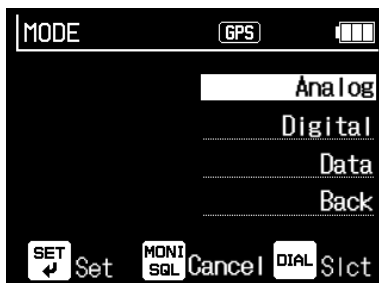 MODE GPS
Analog
Digital
Data
Back
SET Set MONI SQL Cancel DIAL Slct